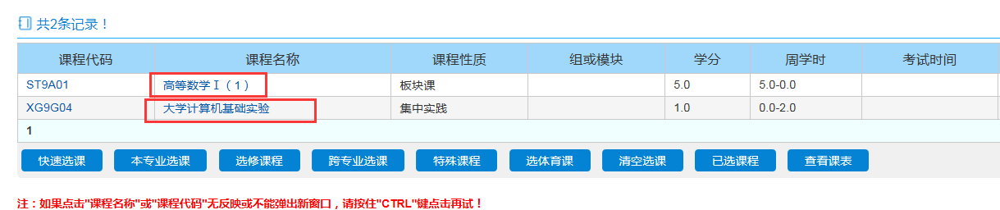 共2条记录！
课程代码 课程名称 课程性质 组或模块 学分 周学时 考试时间
ST9A01 高等数学Ⅰ（1） 板块课 5.0 5.0-0.0
XG9G04 大学计算机基础实验 集中实践 1.0 0.0-2.0
1
快速选课 本专业选课 选修课程 跨专业选课 特殊课程 选体育课 清空选课 已选课程 查看课表
注：如果点击"课程名称"或"课程代码"无反映或不能弹出新窗口，请按住"CTRL"键点击再试！